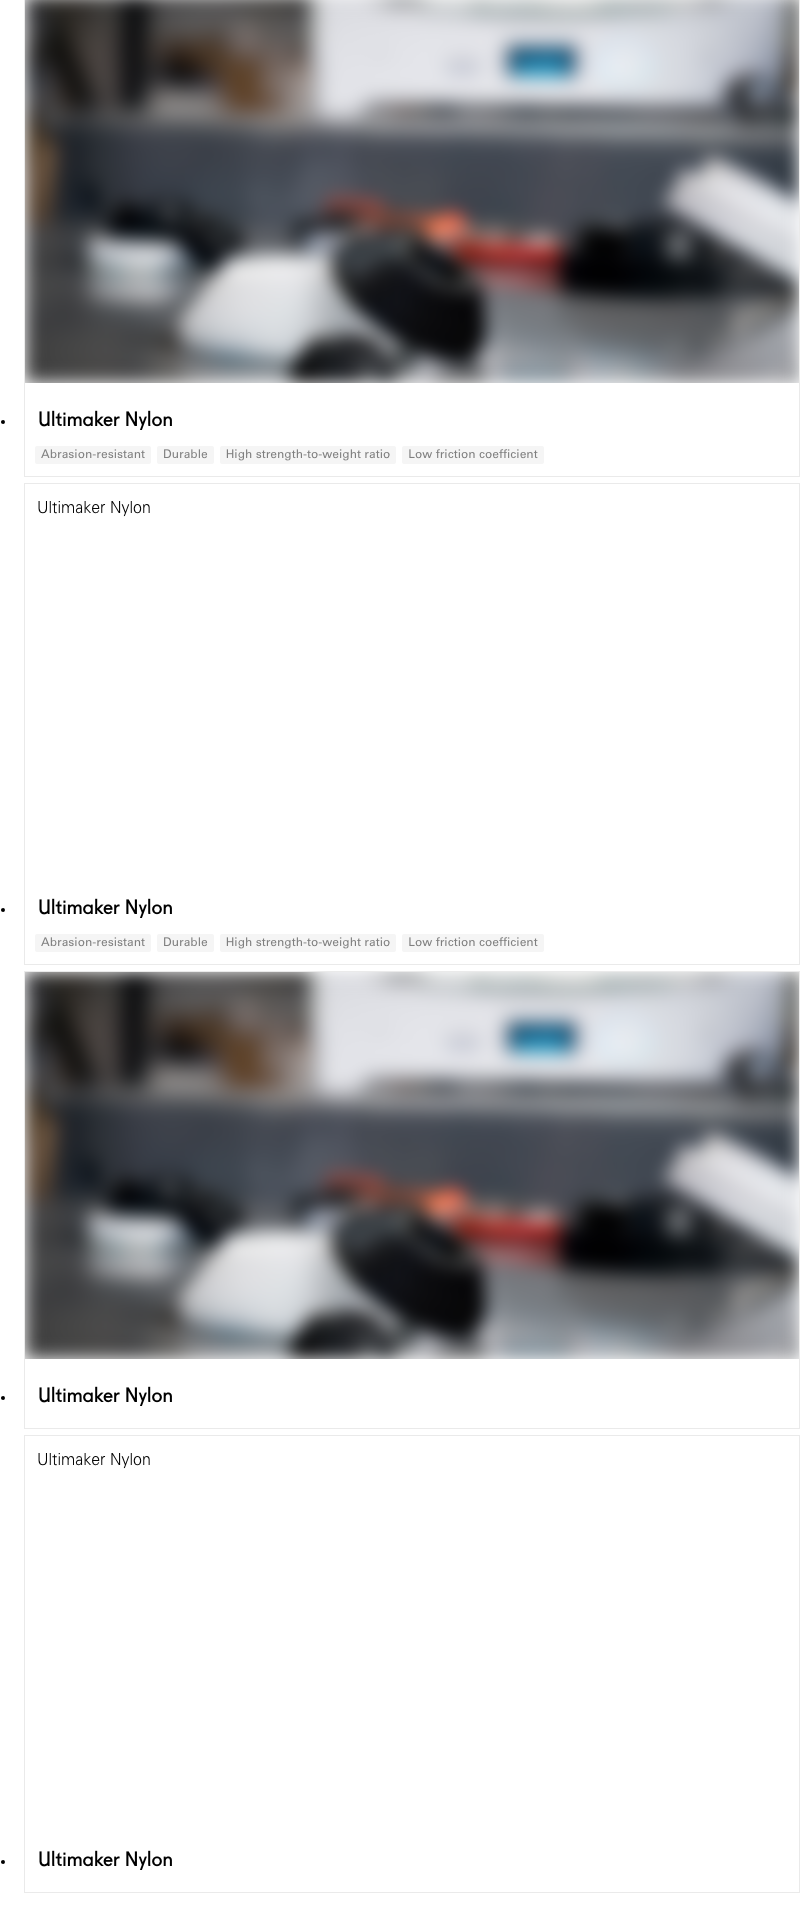 Ultimaker Nylon
Abrasion-resistant Durable High strength-to-weight ratio Low friction coefficient
Ultimaker Nylon
Ultimaker Nylon
Abrasion-resistant Durable High strength-to-weight ratio Low friction coefficient
Ultimaker Nylon
Ultimaker Nylon
Ultimaker Nylon